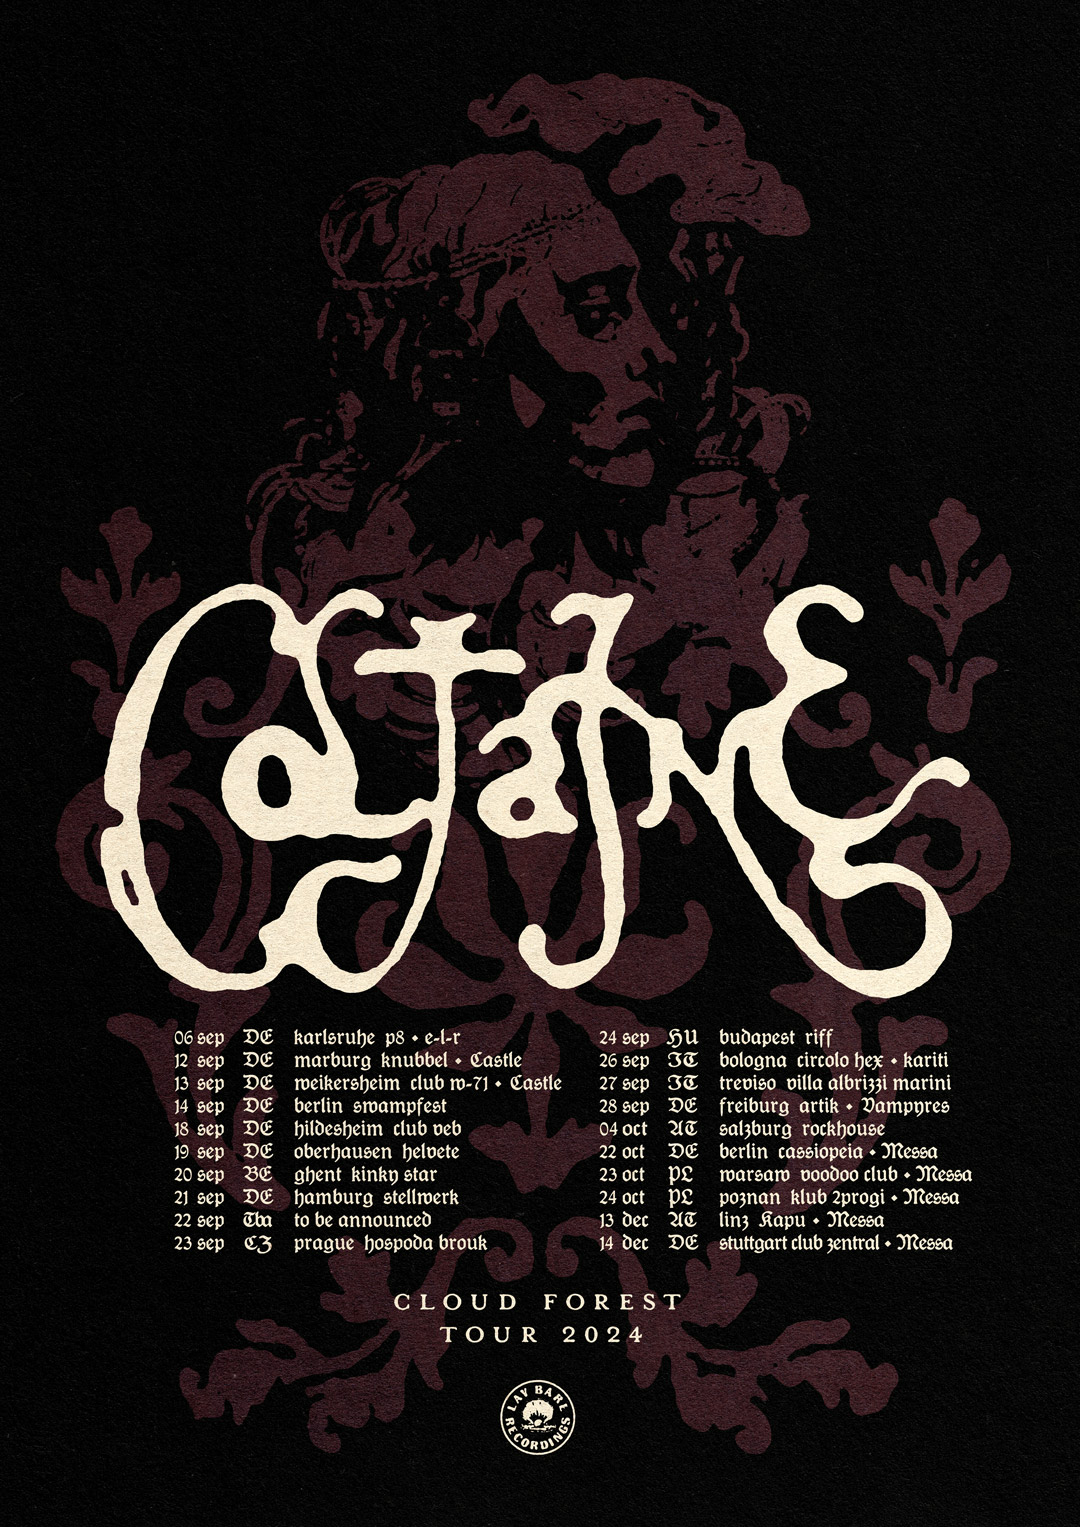 Coltaine
06 sep DE karlsruhe p8 • e-l-r
12 sep DE marburg knubbel • Castle
13 sep DE weikersheim club w-71 • Castle
14 sep DE berlin swampfest
18 sep DE hildesheim club veb
19 sep DE oberhausen helvete
20 sep BE ghent kinky star
21 sep DE hamburg stellwerk
22 sep Tba to be announced
23 sep CZ prague hospoda brouk
24 sep HU budapest riff
26 sep IT bologna circolo hex • kariti
27 sep IT treviso villa albrizzi marini
28 sep DE freiburg artik • Vampyres
04 oct AT salzburg rockhouse
22 oct DE berlin cassiopeia • Messa
23 oct PL warsaw voodoo club • Messa
24 oct PL poznan klub 2progi • Messa
13 dec AT linz Kapu • Messa
14 dec DE stuttgart club zentral • Messa
CLOUD FOREST
TOUR 2024
LAY BARE
RECORDINGS